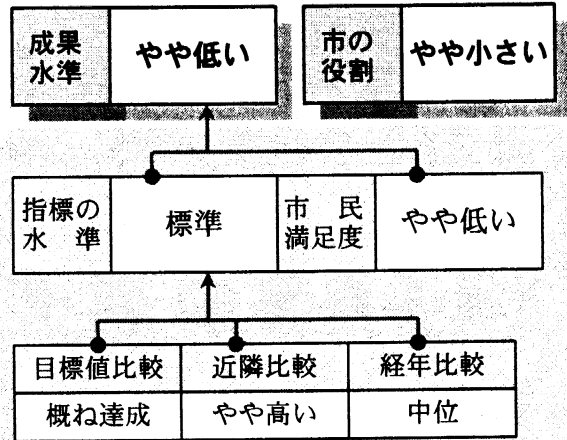 成果水準 やや低い 市の役割 やや小さい
指標の水準 標準 市民満足度 やや低い
目標値比較 近隣比較 経年比較
概ね達成 やや高い 中位